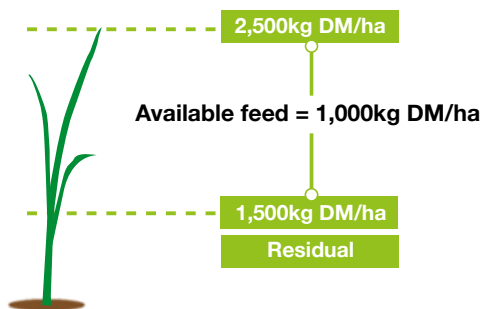 2,500kg DM/ha
Available feed = 1,000kg DM/ha
1,500kg DM/ha
Residual